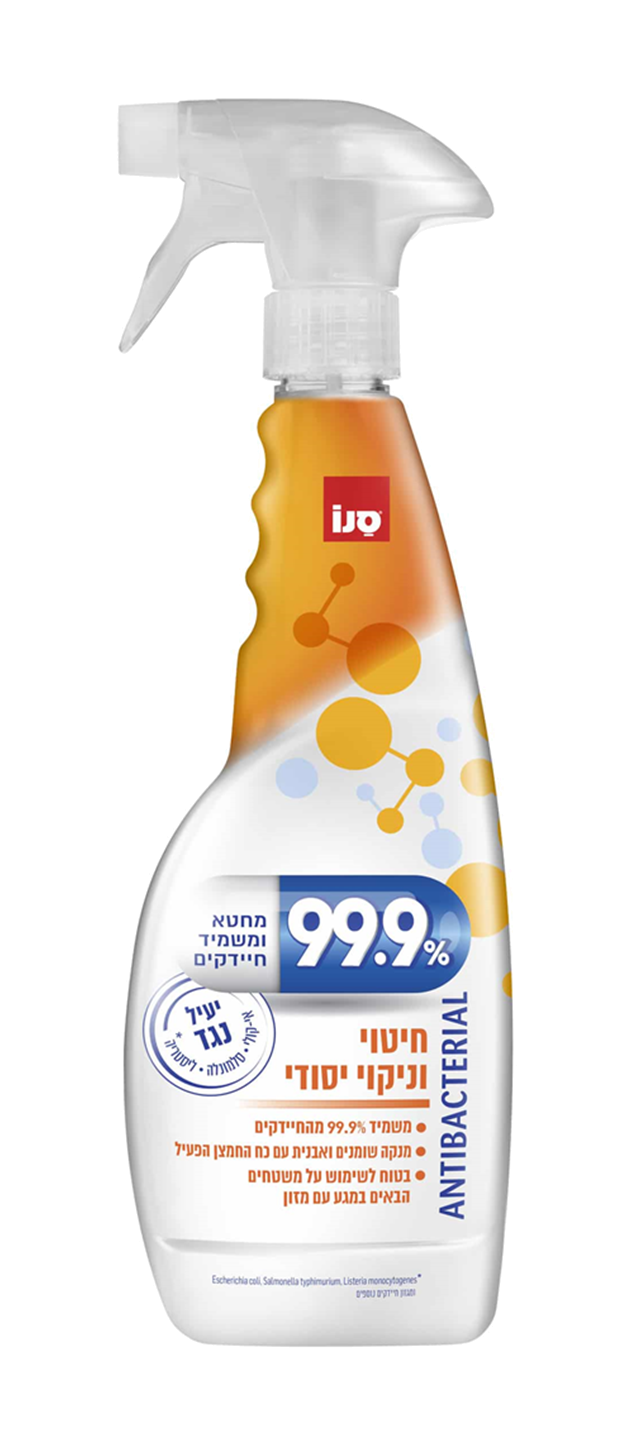 סנו
מחטא
ומשמיד
חיידקים
99.9%
יעיל
נגד*
אי-קולי • סלמונלה • ליסטריה
חיטוי
וניקוי יסודי
ANTIBACTERIAL
• משמיד 99.9% מהחיידקים
• מנקה שומנים ואבנית עם כח החמצן הפעיל
• בטוח לשימוש על משטחים
הבאים במגע עם מזון
Escherichia coli, Salmonella typhimurium, Listeria monocytogenes*
ומגוון חיידקים נוספים